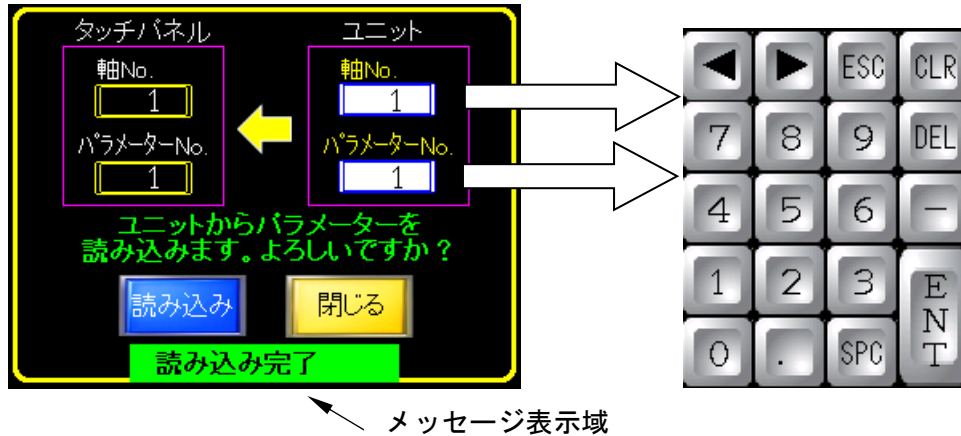 タッチパネル
ユニット
軸No.
1
軸No.
1
パラメーターNo.
1
パラメーターNo.
1
ユニットからパラメーターを
読み込みます。よろしいですか？
読み込み
閉じる
読み込み完了
メッセージ表示域
◀ ▶ ESC CLR
7 8 9 DEL
4 5 6 －
1 2 3 ENT
0 . SPC